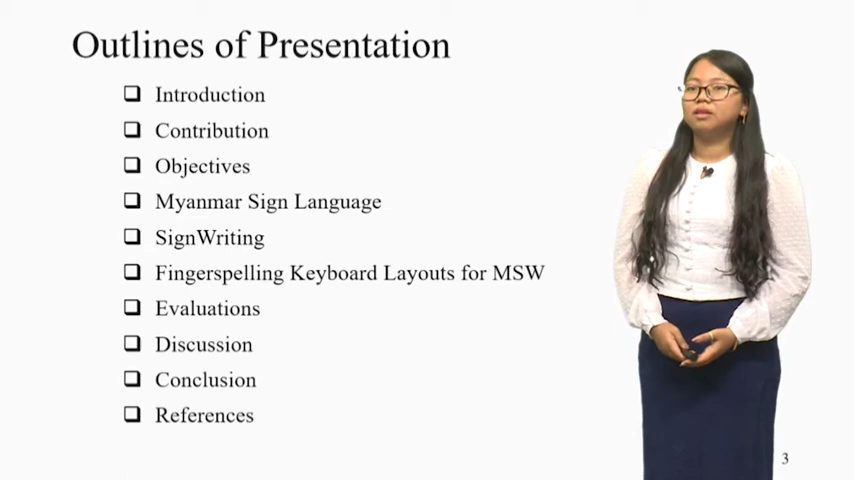 Outlines of Presentation
Introduction
Contribution
Objectives
Myanmar Sign Language
SignWriting
Fingerspelling Keyboard Layouts for MSW
Evaluations
Discussion
Conclusion
References
3